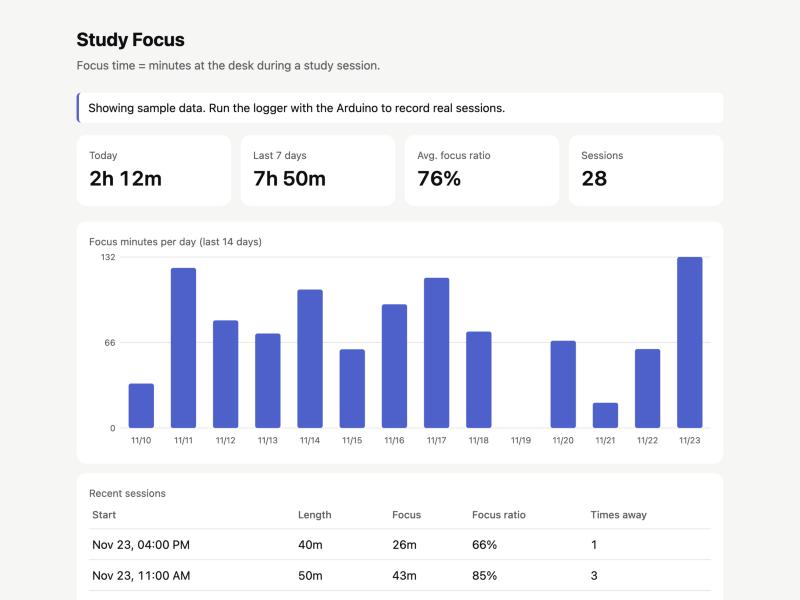 Study Focus
Focus time = minutes at the desk during a study session.
Showing sample data. Run the logger with the Arduino to record real sessions.
Today
2h 12m
Last 7 days
7h 50m
Avg. focus ratio
76%
Sessions
28
Focus minutes per day (last 14 days)
132
66
0
11/10 11/11 11/12 11/13 11/14 11/15 11/16 11/17 11/18 11/19 11/20 11/21 11/22 11/23
Recent sessions
Start Length Focus Focus ratio Times away
Nov 23, 04:00 PM 40m 26m 66% 1
Nov 23, 11:00 AM 50m 43m 85% 3